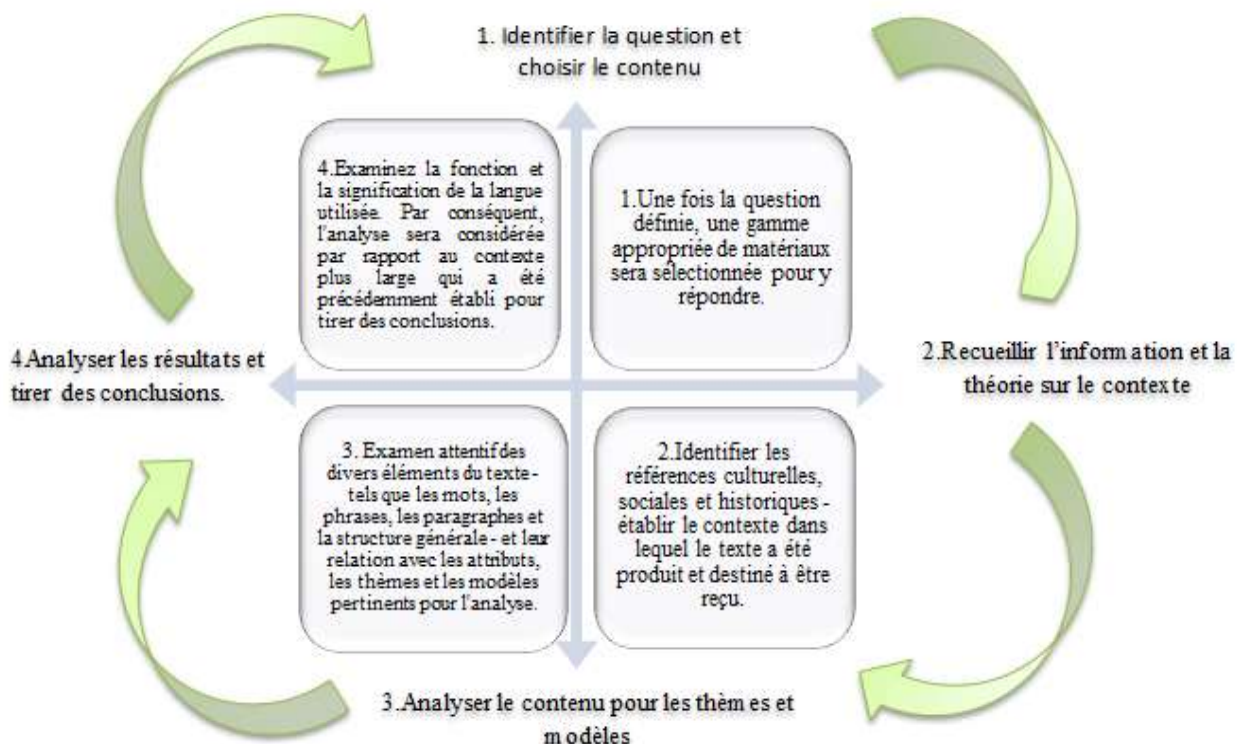 1. Identifier la question et
choisir le contenu
4.Examinez la fonction et
la signification de la langue
utilisée. Par conséquent,
l'analyse sera considérée
par rapport au contexte
plus large qui a été
précédemment établi pour
tirer des conclusions.
1.Une fois la question
définie, une gamme
appropriée de matériaux
sera sélectionnée pour y
répondre.
4.Analyser les résultats et
tirer des conclusions.
2.Recueillir l'information et la
théorie sur le contexte
3. Examen attentif des
divers éléments du texte-
tels que les mots, les
phrases, les paragraphes et
la structure générale - et leur
relation avec les attributs,
les thèmes et les modèles
pertinents pour l'analyse.
2.Identifier les
références culturelles,
sociales et historiques -
établir le contexte dans
lequel le texte a été
produit et destiné à être
reçu.
3.Analyser le contenu pour les thèmes et
modèles